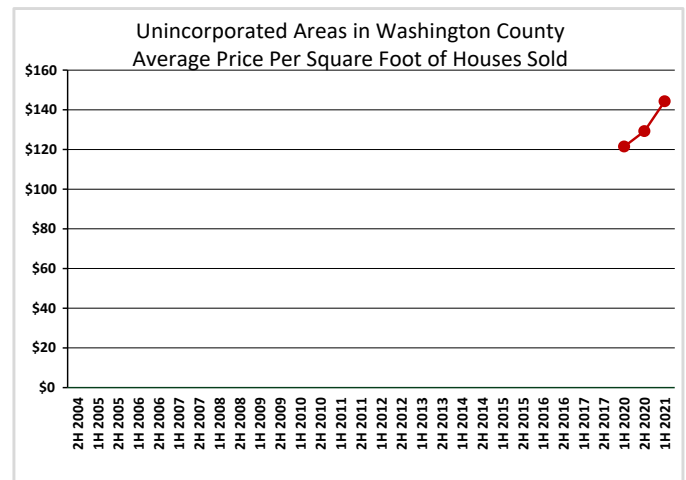 Unincorporated Areas in Washington County
Average Price Per Square Foot of Houses Sold
$160
$140
$120
$100
$80
$60
$40
$20
$0
2H 2004
1H 2005
2H 2005
1H 2006
2H 2006
1H 2007
2H 2007
1H 2008
2H 2008
1H 2009
2H 2009
1H 2010
2H 2010
1H 2011
2H 2011
1H 2012
2H 2012
1H 2013
2H 2013
1H 2014
2H 2014
1H 2015
2H 2015
1H 2016
2H 2016
1H 2017
2H 2017
1H 2020
2H 2020
1H 2021